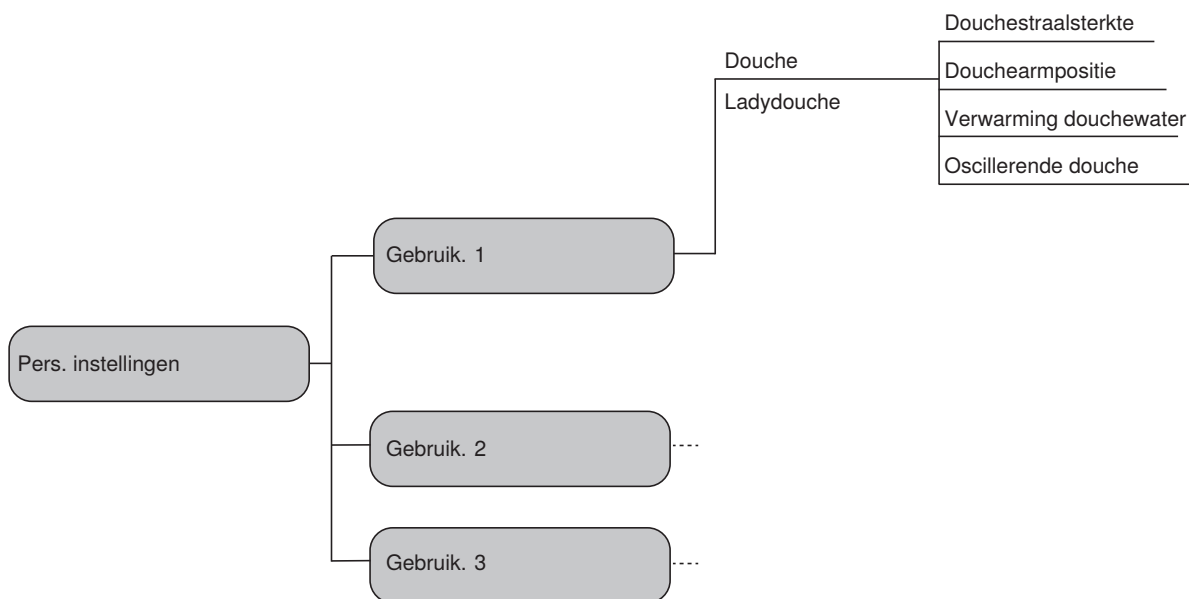 Douchestraalsterkte
Douche
Douchearmpositie
Ladydouche
Verwarming douchewater
Oscillerende douche
Gebruik. 1
Pers. instellingen
Gebruik. 2
Gebruik. 3